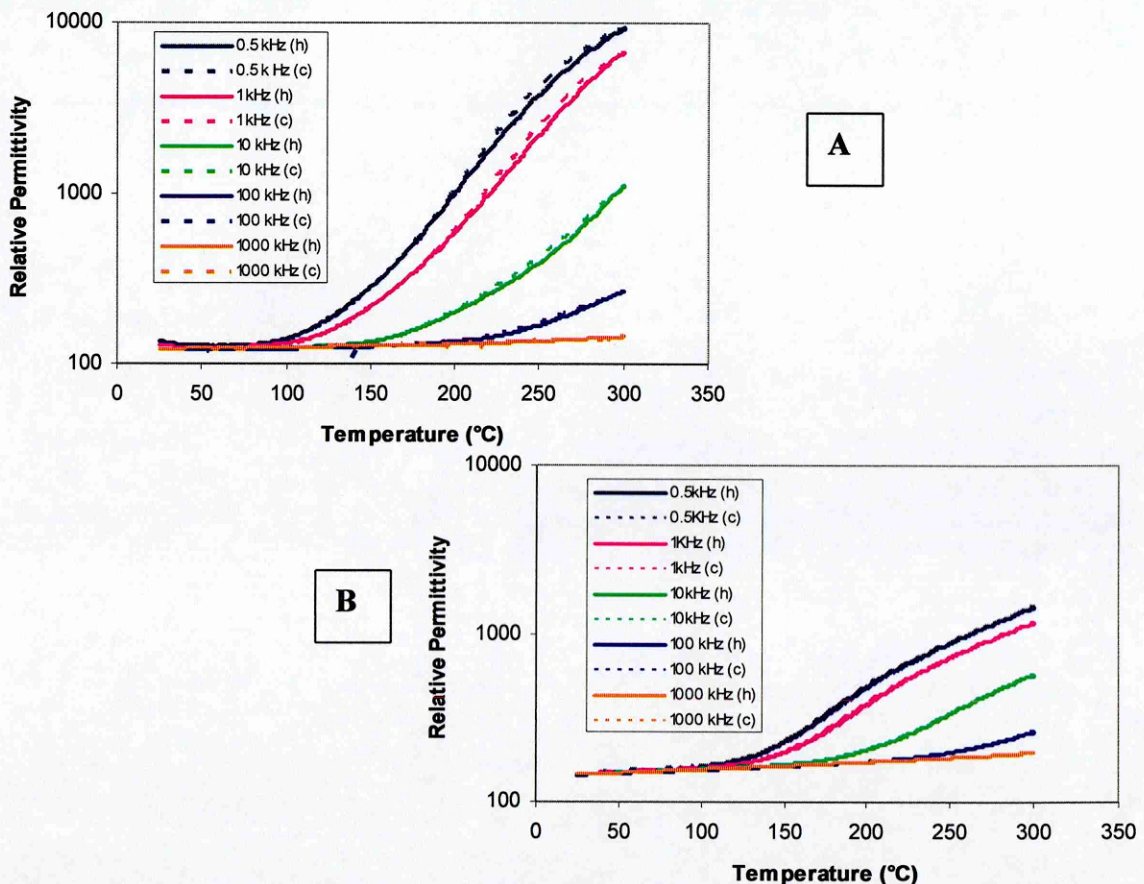 10000
1000
100
Relative Permittivity
0.5kHz (h)
0.5k Hz (c)
1 kHz (h)
1kHz (c)
10 kHz (h)
10 kHz (c)
100 kHz (h)
100 kHz (c)
1000 kHz (h)
1000 kHz (c)
0 50 100 150 200 250 300 350
Temperature (°C)
A
B
10000
1000
100
Relative Permittivity
0.5kHz (h)
0.5KHz (c)
1KHz (h)
1kHz (c)
10kHz (h)
10kHz (c)
100 kHz (h)
100 kHz (c)
1000 kHz (h)
1000 kHz (c)
0 50 100 150 200 250 300 350
Temperature (°C)